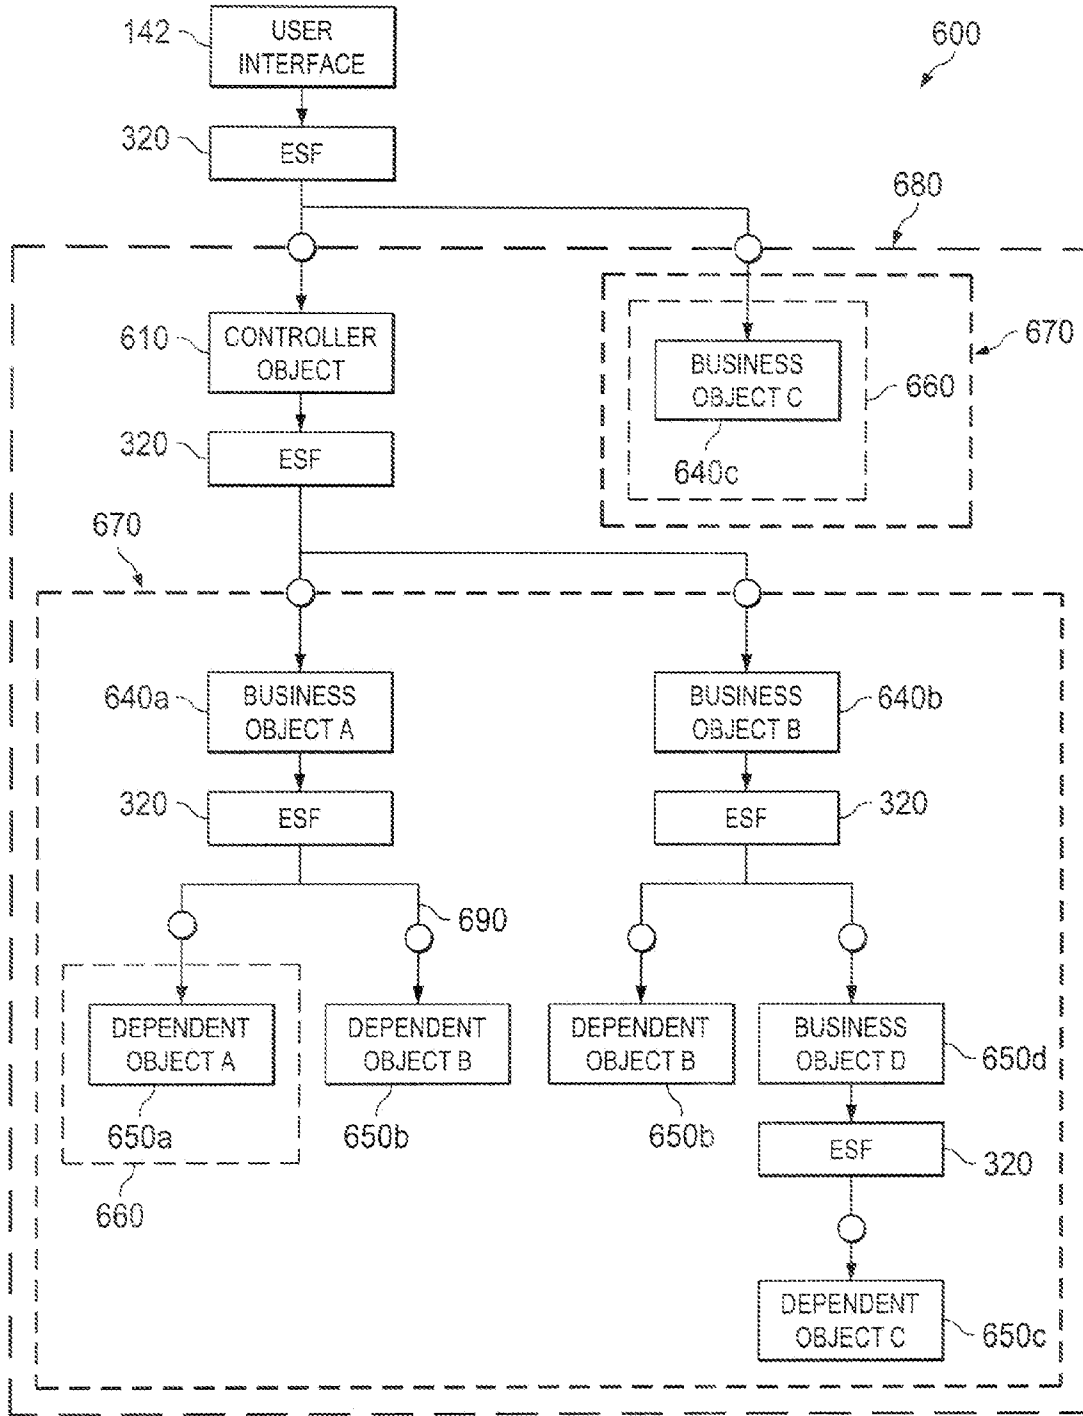 142
USER
INTERFACE
600
320
ESF
680
610
CONTROLLER
OBJECT
670
BUSINESS
OBJECT C
660
320
ESF
640c
670
640a
BUSINESS
OBJECT A
BUSINESS
OBJECT B
640b
320
ESF
ESF
320
690
DEPENDENT
OBJECT A
DEPENDENT
OBJECT B
DEPENDENT
OBJECT B
BUSINESS
OBJECT D
650d
650a
650b
650b
ESF
320
660
DEPENDENT
OBJECT C
650c